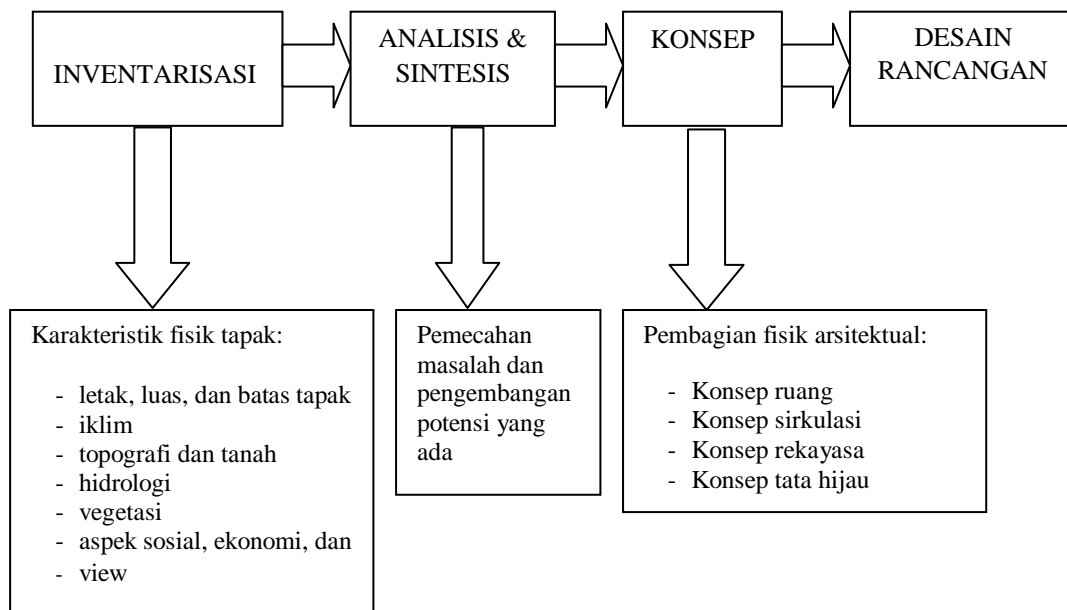 INVENTARISASI
ANALISIS &
SINTESIS
KONSEP
DESAIN
RANCANGAN
Karakteristik fisik tapak:
- letak, luas, dan batas tapak
- iklim
- topografi dan tanah
- hidrologi
- vegetasi
- aspek sosial, ekonomi, dan
- view
Pemecahan
masalah dan
pengembangan
potensi yang
ada
Pembagian fisik arsitektual:
- Konsep ruang
- Konsep sirkulasi
- Konsep rekayasa
- Konsep tata hijau